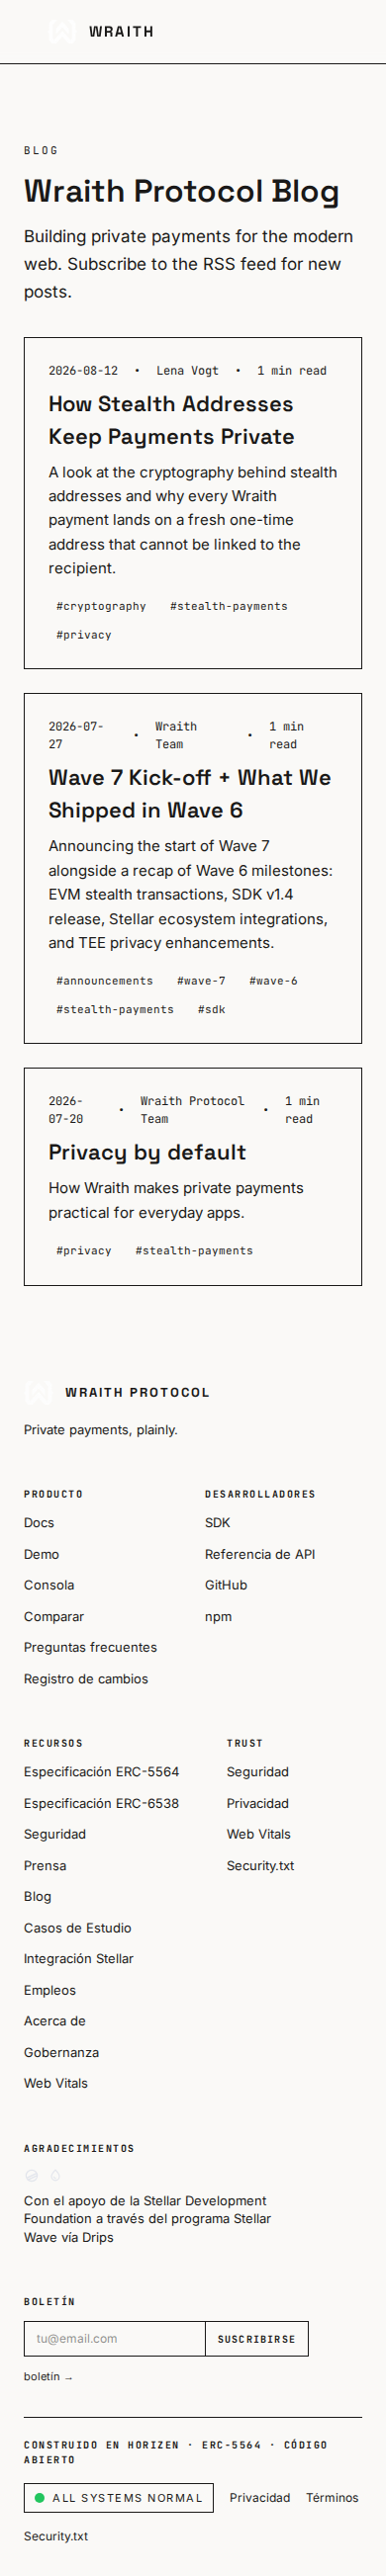 WRAITH
BLOG
Wraith Protocol Blog
Building private payments for the modern
web. Subscribe to the RSS feed for new
posts.
2026-08-12 • Lena Vogt • 1 min read
How Stealth Addresses
Keep Payments Private
A look at the cryptography behind stealth
addresses and why every Wraith
payment lands on a fresh one-time
address that cannot be linked to the
recipient.
#cryptography #stealth-payments
#privacy
2026-07-27 • Wraith Team • 1 min read
Wave 7 Kick-off + What We
Shipped in Wave 6
Announcing the start of Wave 7
alongside a recap of Wave 6 milestones:
EVM stealth transactions, SDK v1.4
release, Stellar ecosystem integrations,
and TEE privacy enhancements.
#announcements #wave-7 #wave-6
#stealth-payments #sdk
2026-07-20 • Wraith Protocol Team • 1 min read
Privacy by default
How Wraith makes private payments
practical for everyday apps.
#privacy #stealth-payments
WRAITH PROTOCOL
Private payments, plainly.
PRODUCTO
Docs
Demo
Consola
Comparar
Preguntas frecuentes
Registro de cambios
DESARROLLADORES
SDK
Referencia de API
GitHub
npm
RECURSOS
Especificación ERC-5564
Especificación ERC-6538
Seguridad
Prensa
Blog
Casos de Estudio
Integración Stellar
Empleos
Acerca de
Gobernanza
Web Vitals
TRUST
Seguridad
Privacidad
Web Vitals
Security.txt
AGRADECIMIENTOS
Con el apoyo de la Stellar Development
Foundation a través del programa Stellar
Wave vía Drips
BOLETÍN
tu@email.com SUSCRIBIRSE
boletín →
CONSTRUIDO EN HORIZEN · ERC-5564 · CÓDIGO
ABIERTO
ALL SYSTEMS NORMAL Privacidad Términos
Security.txt